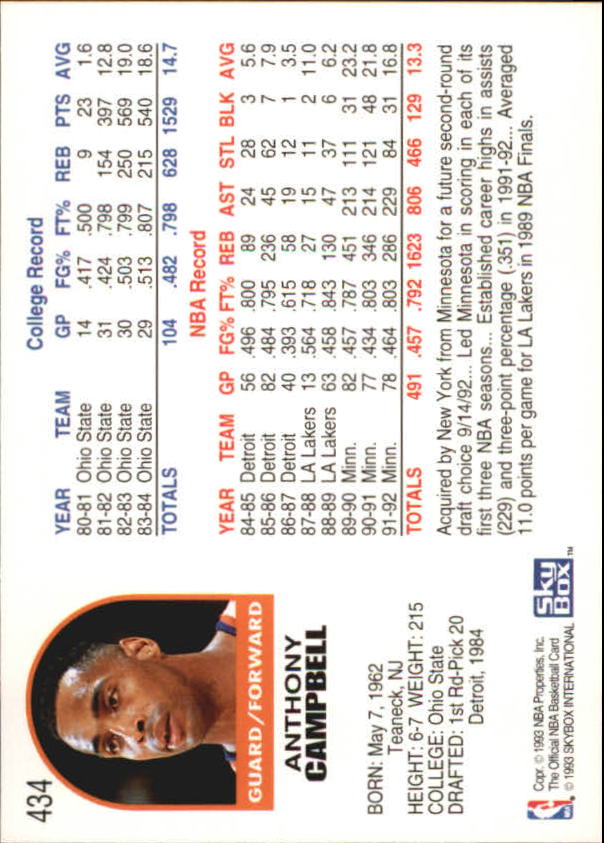 434
GUARD/FORWARD
ANTHONY
CAMPBELL
BORN: May 7, 1962
Teaneck, NJ
HEIGHT: 6-7 WEIGHT: 215
COLLEGE: Ohio State
DRAFTED: 1st Rd-Pick 20
Detroit, 1984
Copr. © 1993 NBA Properties, Inc.
The Official NBA Basketball Card
© 1993 SKYBOX INTERNATIONAL
NBA
SkyBox™
College Record
YEAR TEAM GP FG% FT% REB PTS AVG
80-81 Ohio State 14 .417 .500 9 23 1.6
81-82 Ohio State 31 .424 .798 154 397 12.8
82-83 Ohio State 30 .503 .799 250 569 19.0
83-84 Ohio State 29 .513 .807 215 540 18.6
TOTALS 104 .482 .798 628 1529 14.7
NBA Record
YEAR TEAM GP FG% FT% REB AST STL BLK AVG
84-85 Detroit 56 .496 .800 89 24 28 3 5.6
85-86 Detroit 82 .484 .795 236 45 62 7 7.9
86-87 Detroit 40 .393 .615 58 19 12 1 3.5
87-88 LA Lakers 13 .564 .718 27 15 11 2 11.0
88-89 LA Lakers 63 .458 .843 130 47 37 6 6.2
89-90 Minn. 82 .457 .787 451 213 111 31 23.2
90-91 Minn. 77 .434 .803 346 214 121 48 21.8
91-92 Minn. 78 .464 .803 286 229 84 31 16.8
TOTALS 491 .457 .792 1623 806 466 129 13.3
Acquired by New York from Minnesota for a future second-round
draft choice 9/14/92... Led Minnesota in scoring in each of its
first three NBA seasons... Established career highs in assists
(229) and three-point percentage (.351) in 1991-92... Averaged
11.0 points per game for LA Lakers in 1989 NBA Finals.